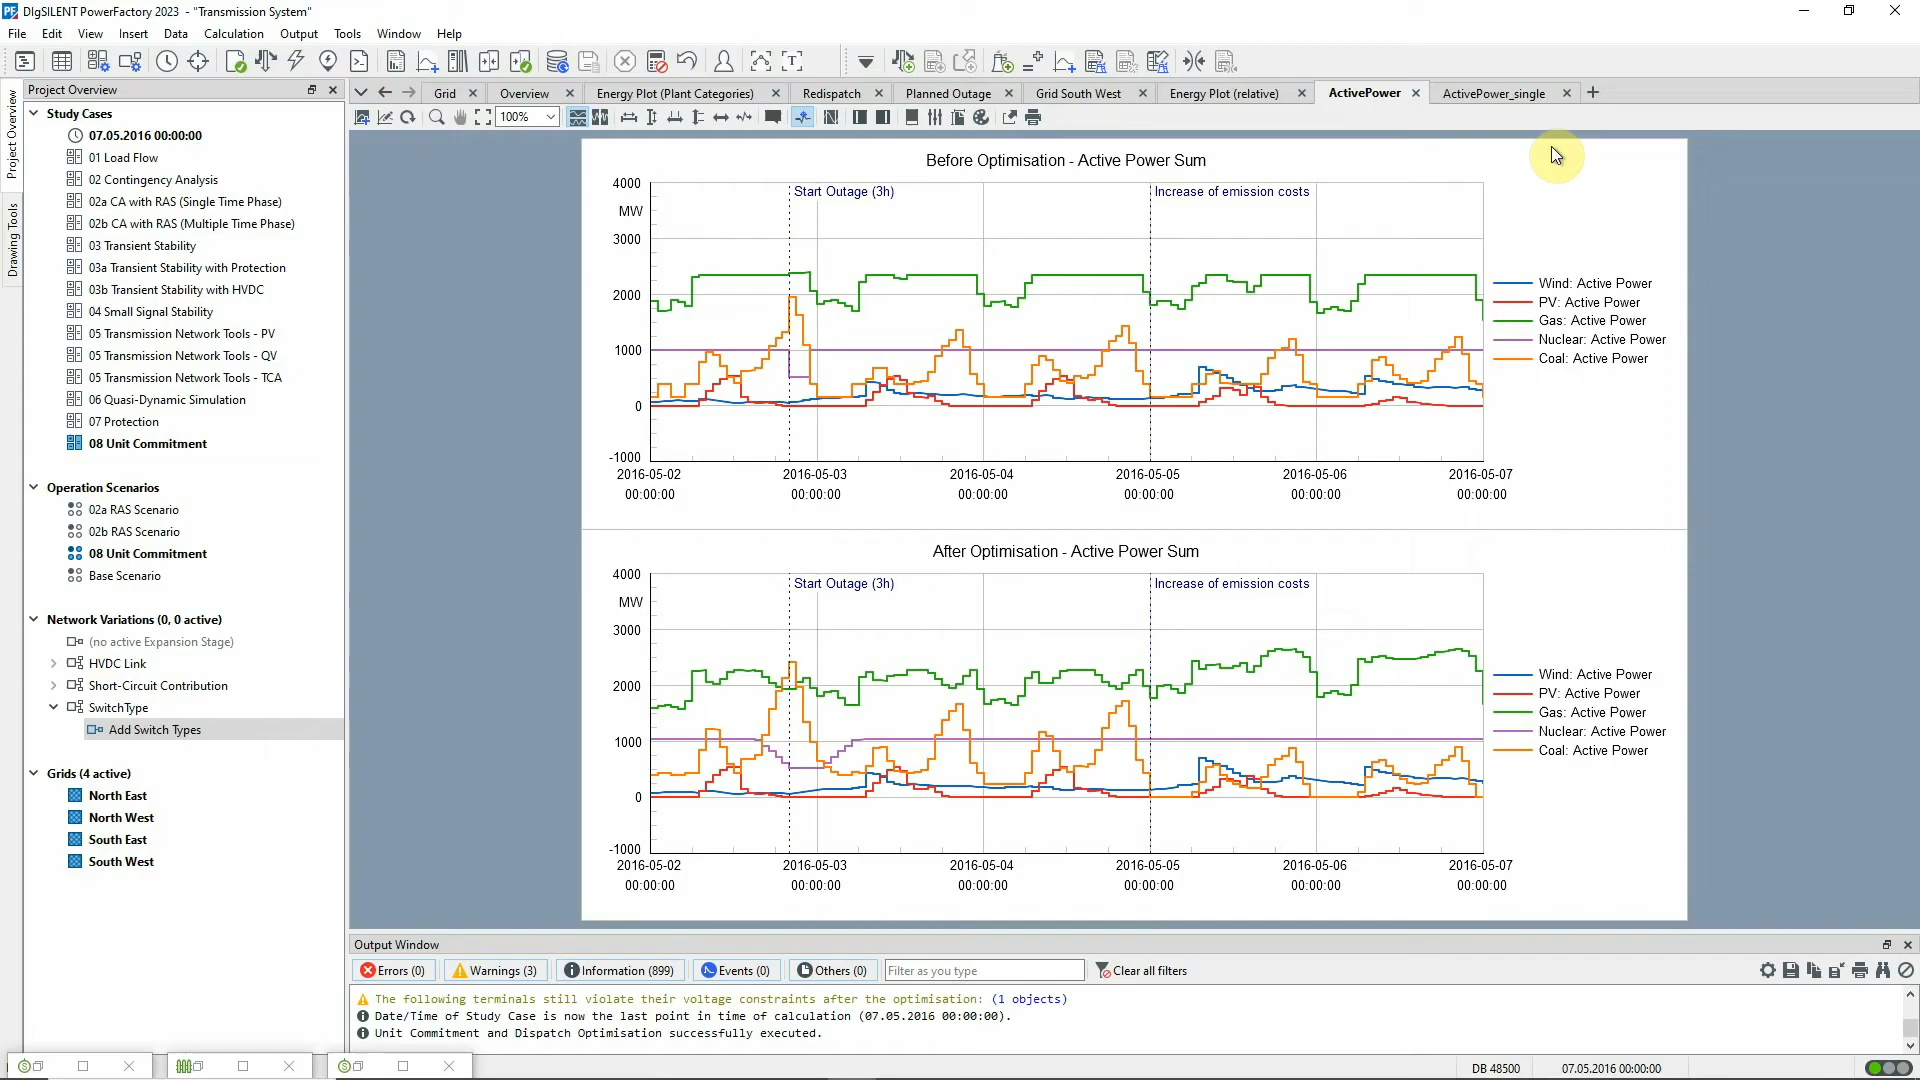 DIgSILENT PowerFactory 2023 - "Transmission System"
File Edit View Insert Data Calculation Output Tools Window Help
Project Overview
Drawing Tools
Project Overview
Study Cases
07.05.2016 00:00:00
01 Load Flow
02 Contingency Analysis
02a CA with RAS (Single Time Phase)
02b CA with RAS (Multiple Time Phase)
03 Transient Stability
03a Transient Stability with Protection
03b Transient Stability with HVDC
04 Small Signal Stability
05 Transmission Network Tools - PV
05 Transmission Network Tools - QV
05 Transmission Network Tools - TCA
06 Quasi-Dynamic Simulation
07 Protection
08 Unit Commitment
Operation Scenarios
02a RAS Scenario
02b RAS Scenario
08 Unit Commitment
Base Scenario
Network Variations (0, 0 active)
(no active Expansion Stage)
HVDC Link
Short-Circuit Contribution
SwitchType
Add Switch Types
Grids (4 active)
North East
North West
South East
South West
Grid Overview Energy Plot (Plant Categories) Redispatch Planned Outage Grid South West Energy Plot (relative) ActivePower ActivePower_single
100%
Before Optimisation - Active Power Sum
4000
MW
3000
2000
1000
0
-1000
Start Outage (3h)
Increase of emission costs
2016-05-02 2016-05-03 2016-05-04 2016-05-05 2016-05-06 2016-05-07
00:00:00 00:00:00 00:00:00 00:00:00 00:00:00 00:00:00
Wind: Active Power
PV: Active Power
Gas: Active Power
Nuclear: Active Power
Coal: Active Power
After Optimisation - Active Power Sum
4000
MW
3000
2000
1000
0
-1000
Start Outage (3h)
Increase of emission costs
2016-05-02 2016-05-03 2016-05-04 2016-05-05 2016-05-06 2016-05-07
00:00:00 00:00:00 00:00:00 00:00:00 00:00:00 00:00:00
Wind: Active Power
PV: Active Power
Gas: Active Power
Nuclear: Active Power
Coal: Active Power
Output Window
Errors (0) Warnings (3) Information (899) Events (0) Others (0) Filter as you type Clear all filters
The following terminals still violate their voltage constraints after the optimisation: (1 objects)
Date/Time of Study Case is now the last point in time of calculation (07.05.2016 00:00:00).
Unit Commitment and Dispatch Optimisation successfully executed.
DB 48500 07.05.2016 00:00:00